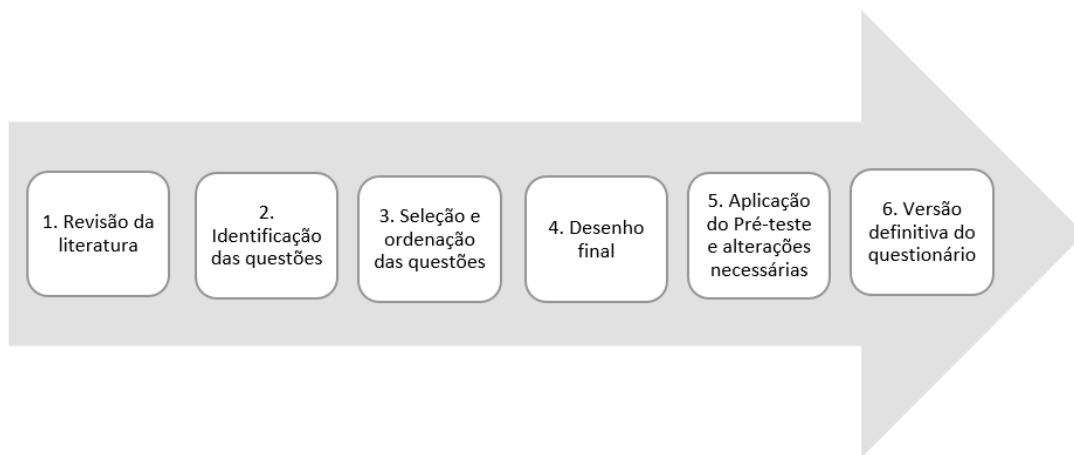 1. Revisão da
literatura
2.
Identificação
das questões
3. Seleção e
ordenação
das questões
4. Desenho
final
5. Aplicação
do Pré-teste
e alterações
necessárias
6. Versão
definitiva do
questionário